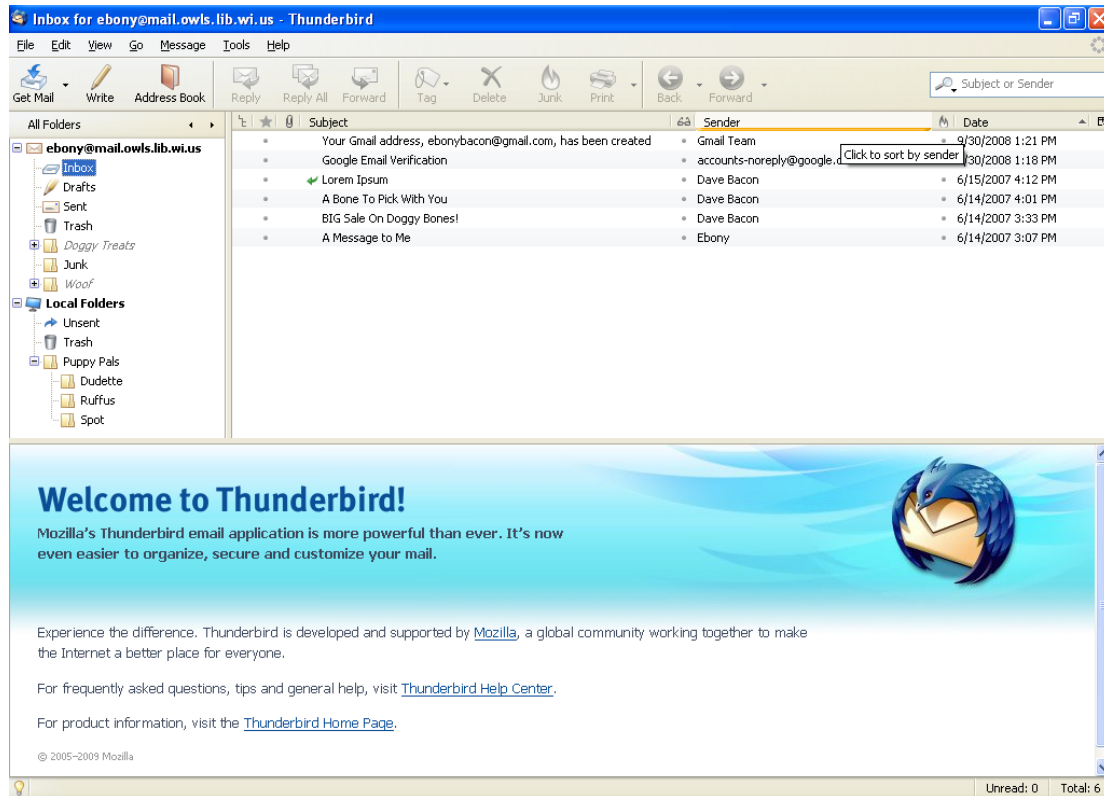 Inbox for ebony@mail.owls.lib.wi.us - Thunderbird
File Edit View Go Message Tools Help
Get Mail Write Address Book Reply Reply All Forward Tag Delete Junk Print Back Forward Subject or Sender
All Folders Subject Sender Date
ebony@mail.owls.lib.wi.us
Inbox
Drafts
Sent
Trash
Doggy Treats
Junk
Woof
Local Folders
Unsent
Trash
Puppy Pals
Dudette
Ruffus
Spot
Your Gmail address, ebonybacon@gmail.com, has been created Gmail Team 9/30/2008 1:21 PM
Google Email Verification accounts-noreply@google. /30/2008 1:18 PM
Click to sort by sender
Lorem Ipsum Dave Bacon 6/15/2007 4:12 PM
A Bone To Pick With You Dave Bacon 6/14/2007 4:01 PM
BIG Sale On Doggy Bones! Dave Bacon 6/14/2007 3:33 PM
A Message to Me Ebony 6/14/2007 3:07 PM
Welcome to Thunderbird!
Mozilla's Thunderbird email application is more powerful than ever. It's now
even easier to organize, secure and customize your mail.
Experience the difference. Thunderbird is developed and supported by Mozilla, a global community working together to make
the Internet a better place for everyone.
For frequently asked questions, tips and general help, visit Thunderbird Help Center.
For product information, visit the Thunderbird Home Page.
© 2005-2009 Mozilla
Unread: 0 Total: 6